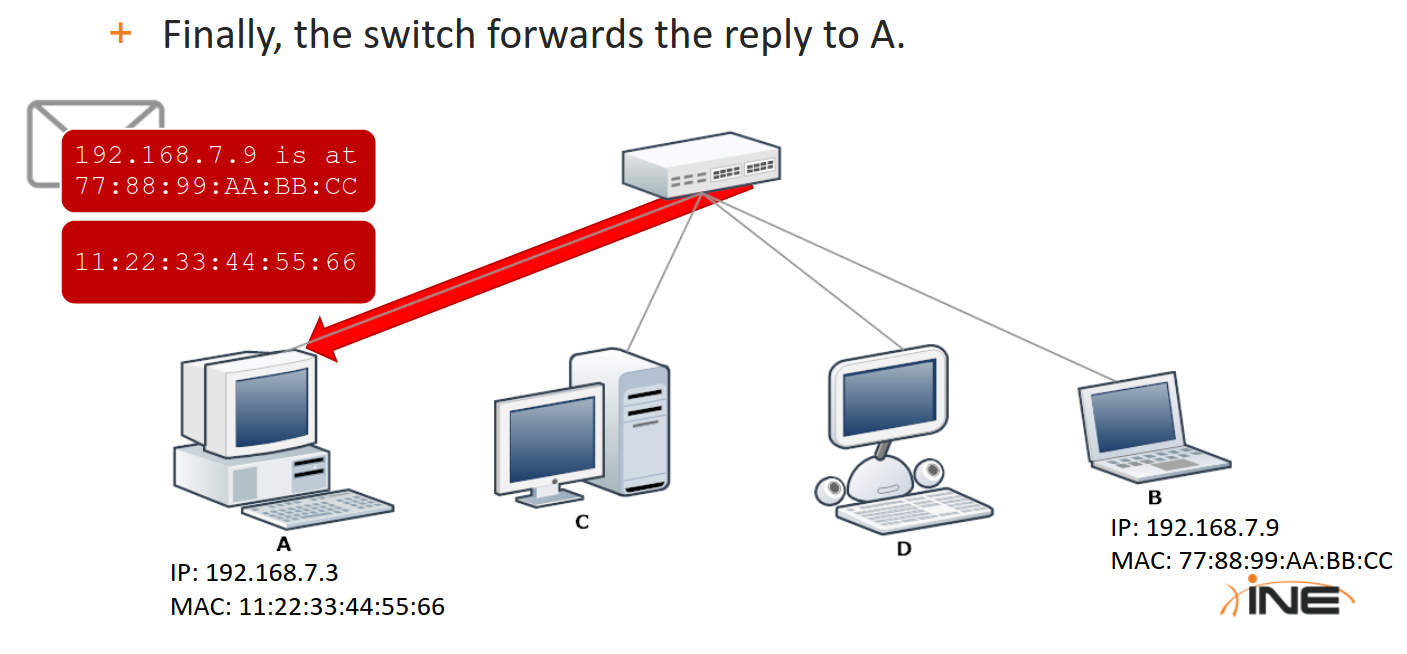 + Finally, the switch forwards the reply to A.
192.168.7.9 is at
77:88:99:AA:BB:CC
11:22:33:44:55:66
A
IP: 192.168.7.3
MAC: 11:22:33:44:55:66
C
D
B
IP: 192.168.7.9
MAC: 77:88:99:AA:BB:CC
INE